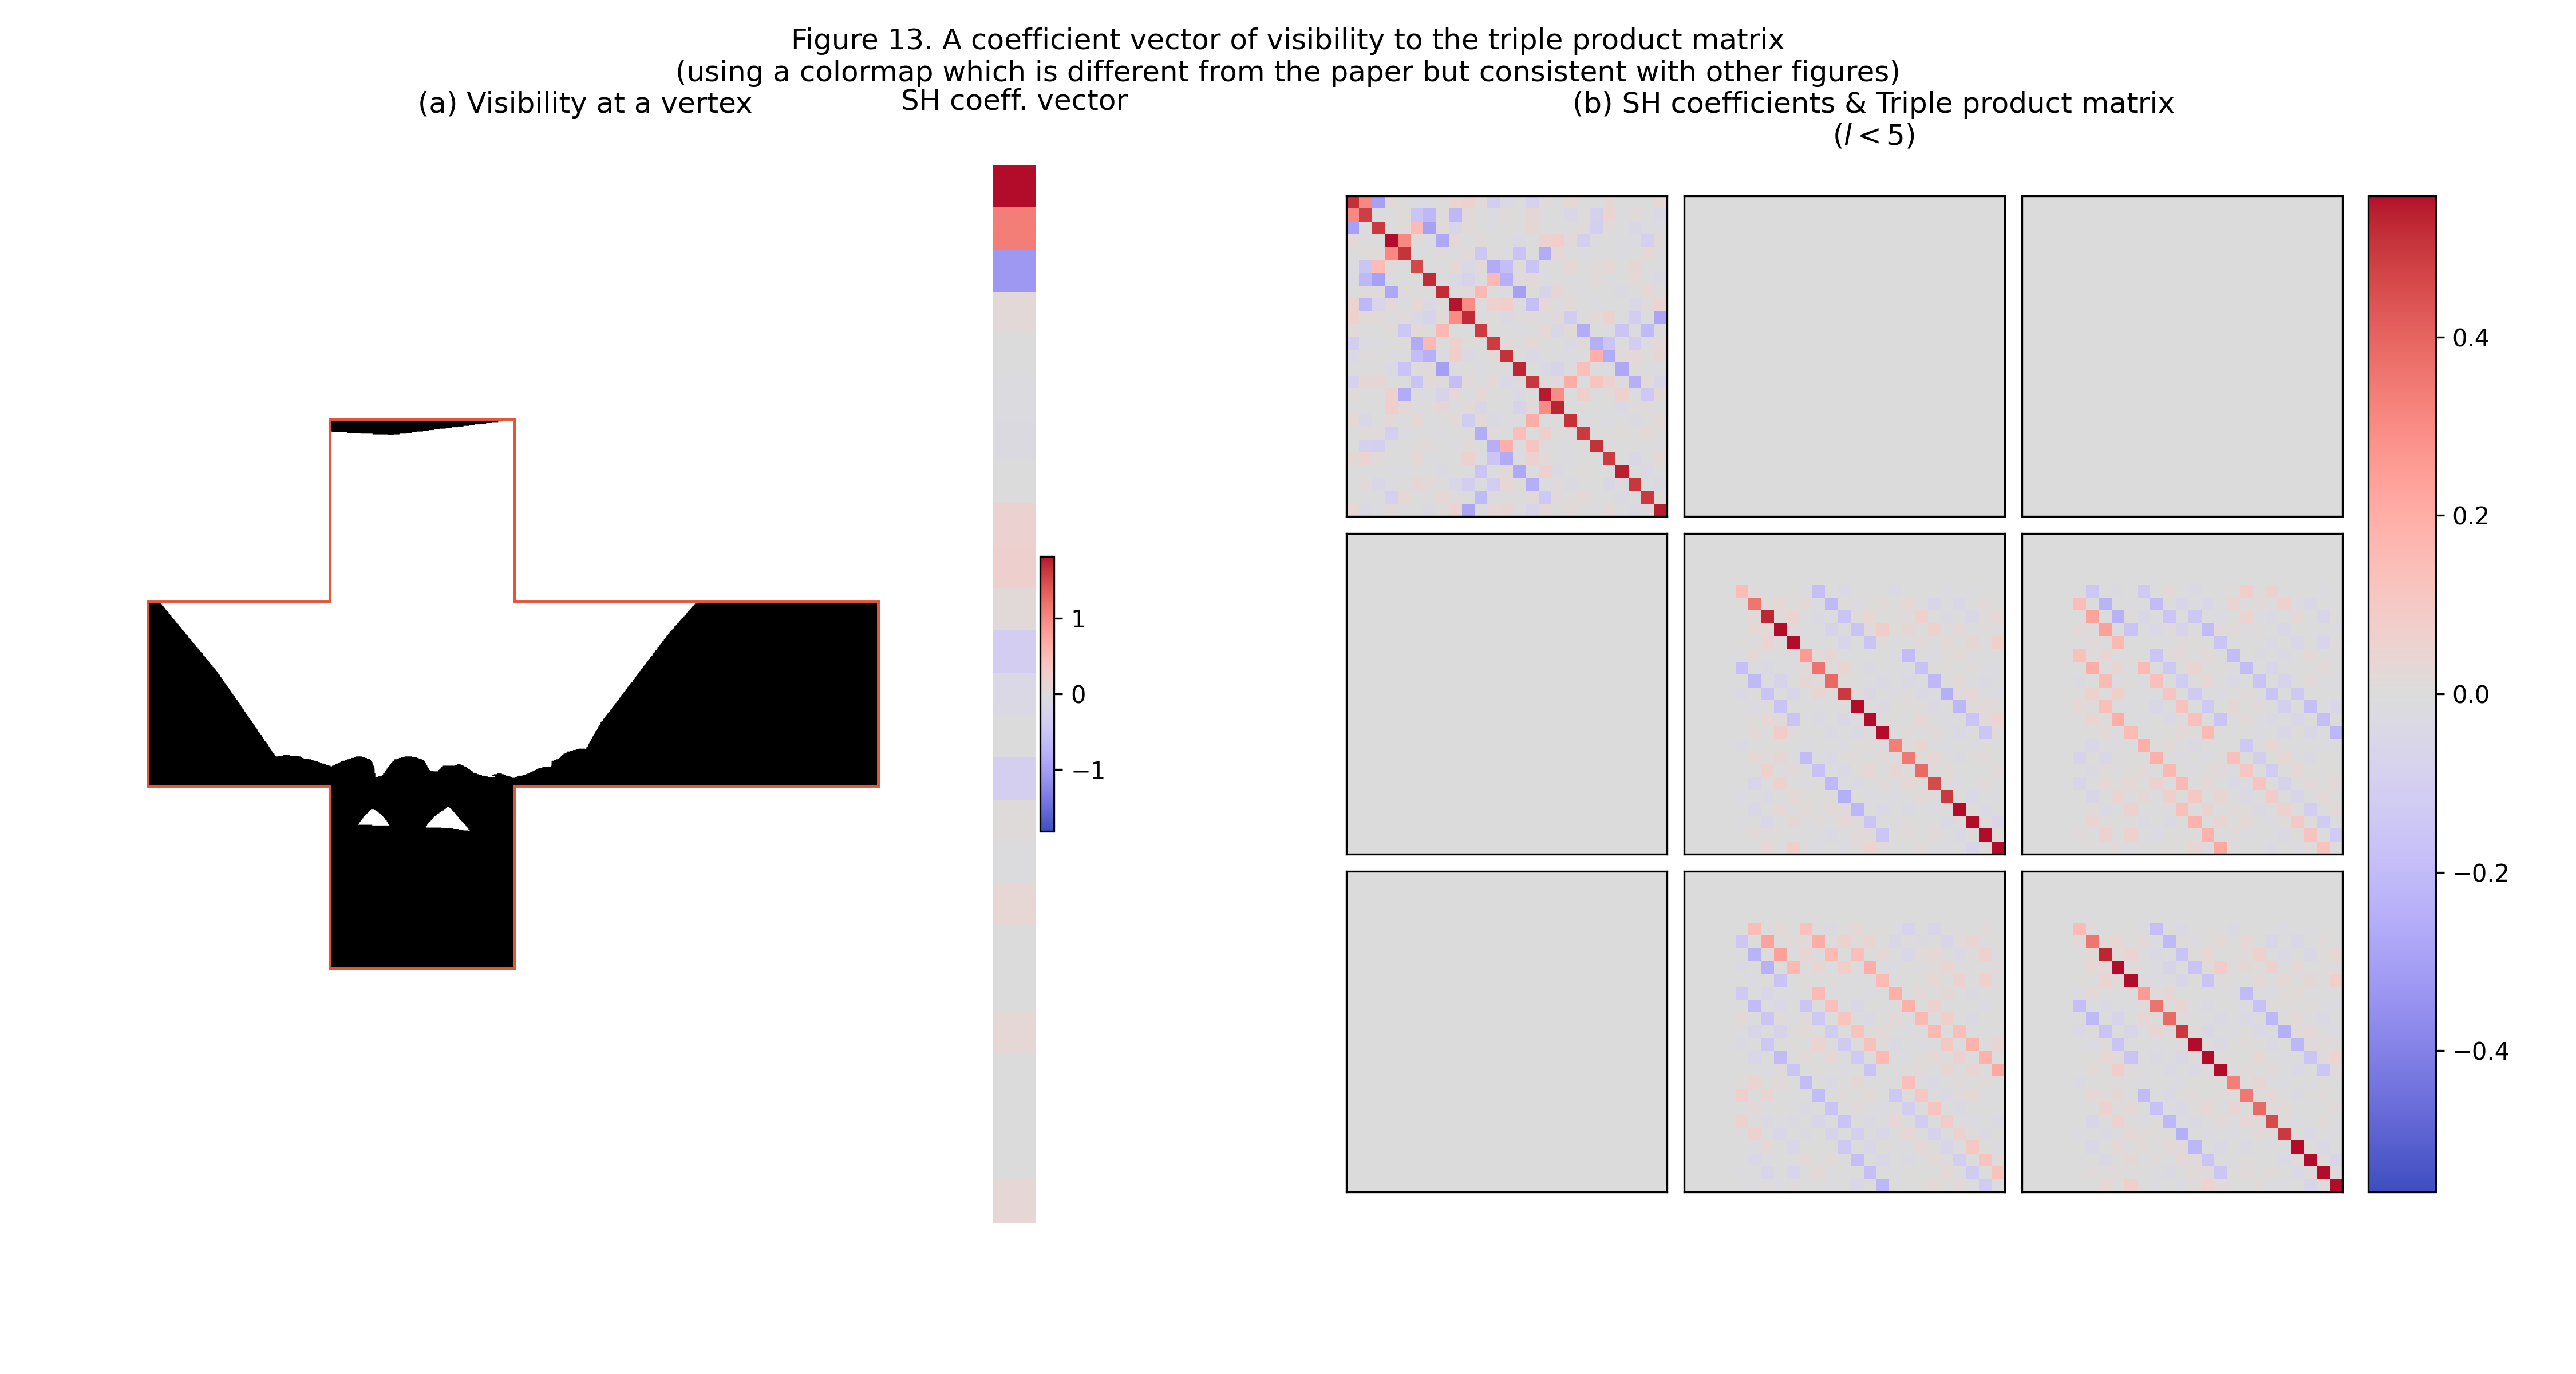 Figure 13. A coefficient vector of visibility to the triple product matrix
(using a colormap which is different from the paper but consistent with other figures)
(a) Visibility at a vertex
SH coeff. vector
(b) SH coefficients & Triple product matrix
(l < 5)
1
0
−1
0.4
0.2
0.0
−0.2
−0.4